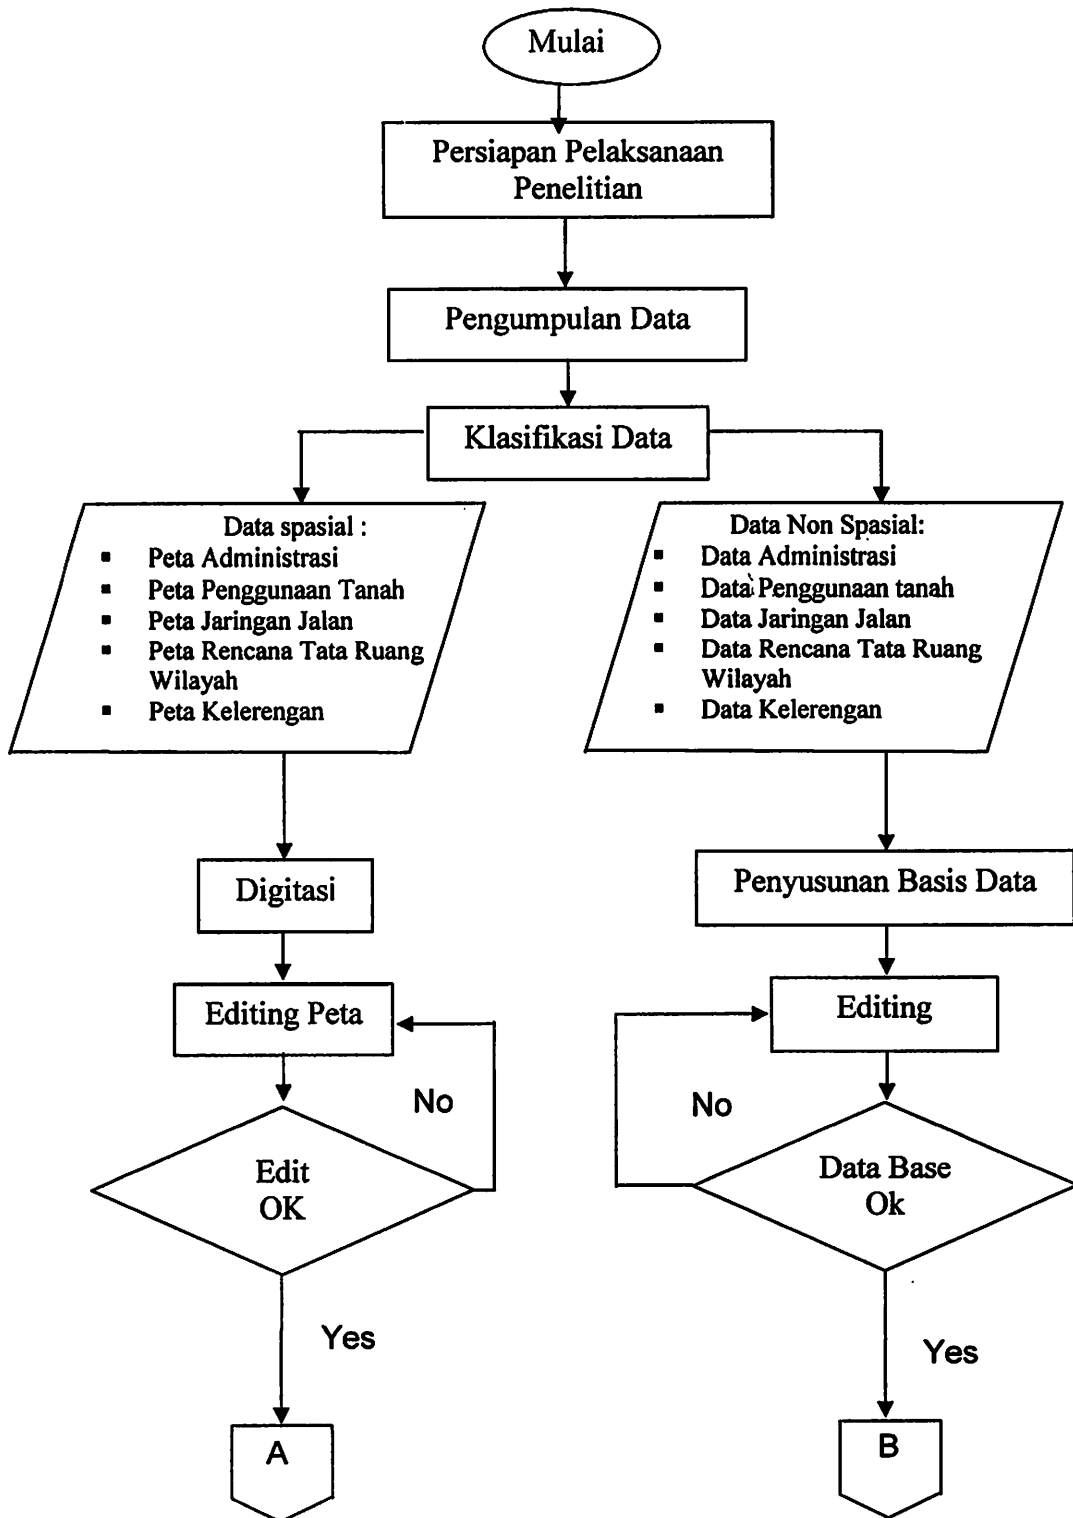 Mulai
Persiapan Pelaksanaan
Penelitian
Pengumpulan Data
Klasifikasi Data
Data spasial :
▪ Peta Administrasi
▪ Peta Penggunaan Tanah
▪ Peta Jaringan Jalan
▪ Peta Rencana Tata Ruang
Wilayah
▪ Peta Kelerengan
Data Non Spasial:
▪ Data Administrasi
▪ Data Penggunaan tanah
▪ Data Jaringan Jalan
▪ Data Rencana Tata Ruang
Wilayah
▪ Data Kelerengan
Digitasi
Penyusunan Basis Data
Editing Peta
Editing
No
No
Edit
OK
Data Base
Ok
Yes
Yes
A
B